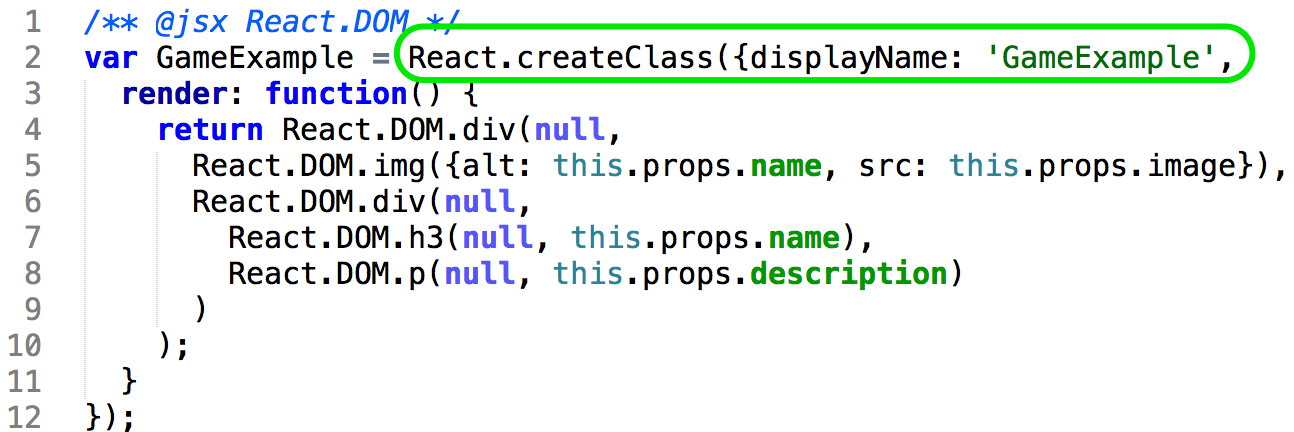 1 /** @jsx React.DOM */
2 var GameExample = React.createClass({displayName: 'GameExample',
3   render: function() {
4     return React.DOM.div(null,
5       React.DOM.img({alt: this.props.name, src: this.props.image}),
6       React.DOM.div(null,
7         React.DOM.h3(null, this.props.name),
8         React.DOM.p(null, this.props.description)
9       )
10     );
11   }
12 });